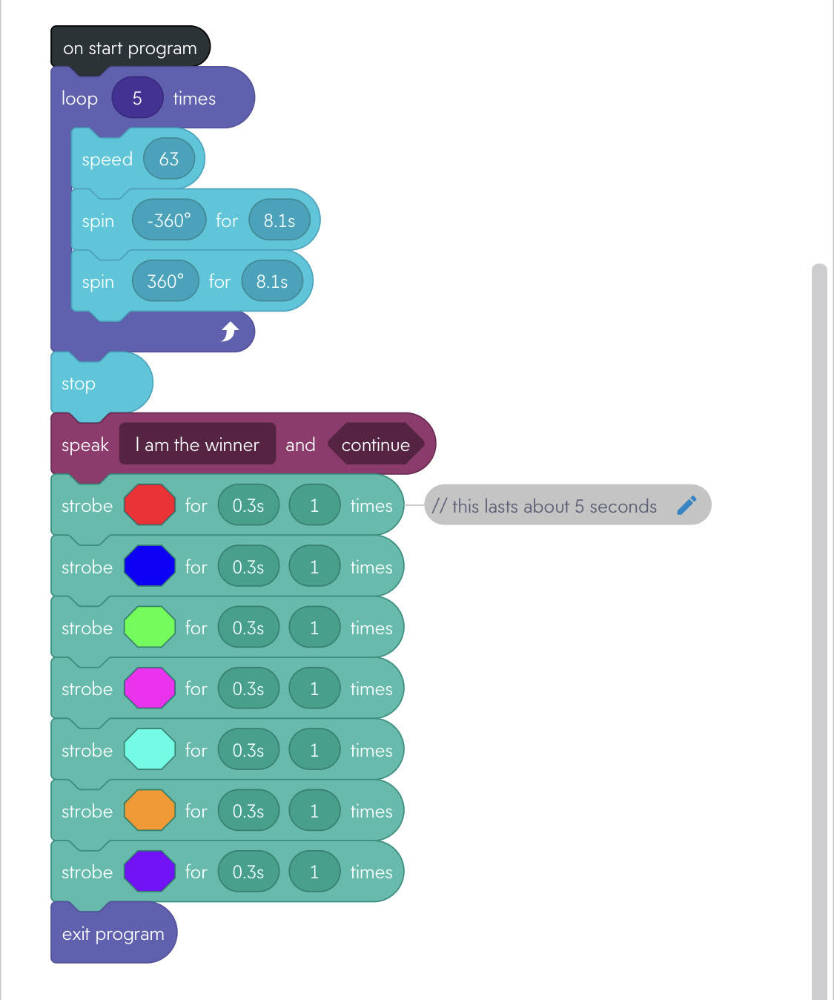 on start program
loop 5 times
speed 63
spin -360° for 8.1s
spin 360° for 8.1s
stop
speak I am the winner and continue
strobe for 0.3s 1 times // this lasts about 5 seconds
strobe for 0.3s 1 times
strobe for 0.3s 1 times
strobe for 0.3s 1 times
strobe for 0.3s 1 times
strobe for 0.3s 1 times
strobe for 0.3s 1 times
exit program